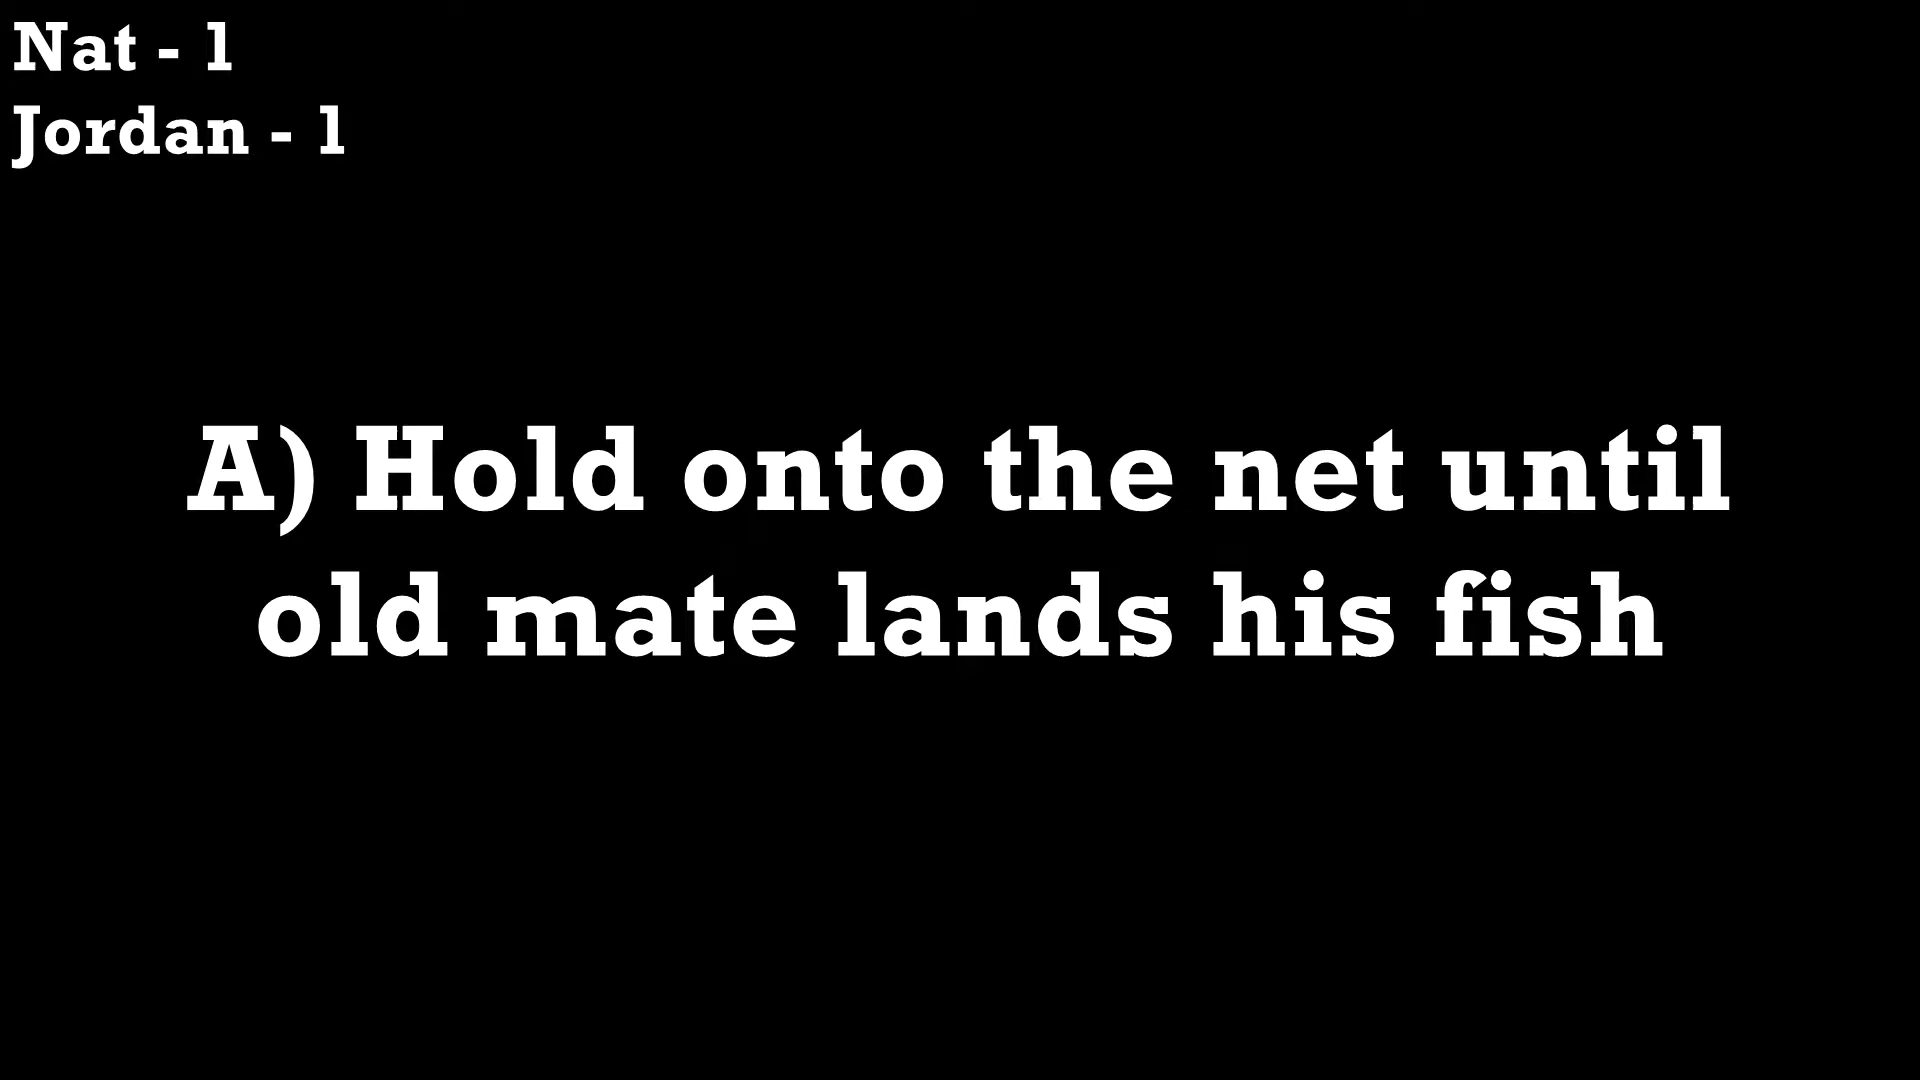 Nat - 1
Jordan - 1
A) Hold onto the net until
old mate lands his fish